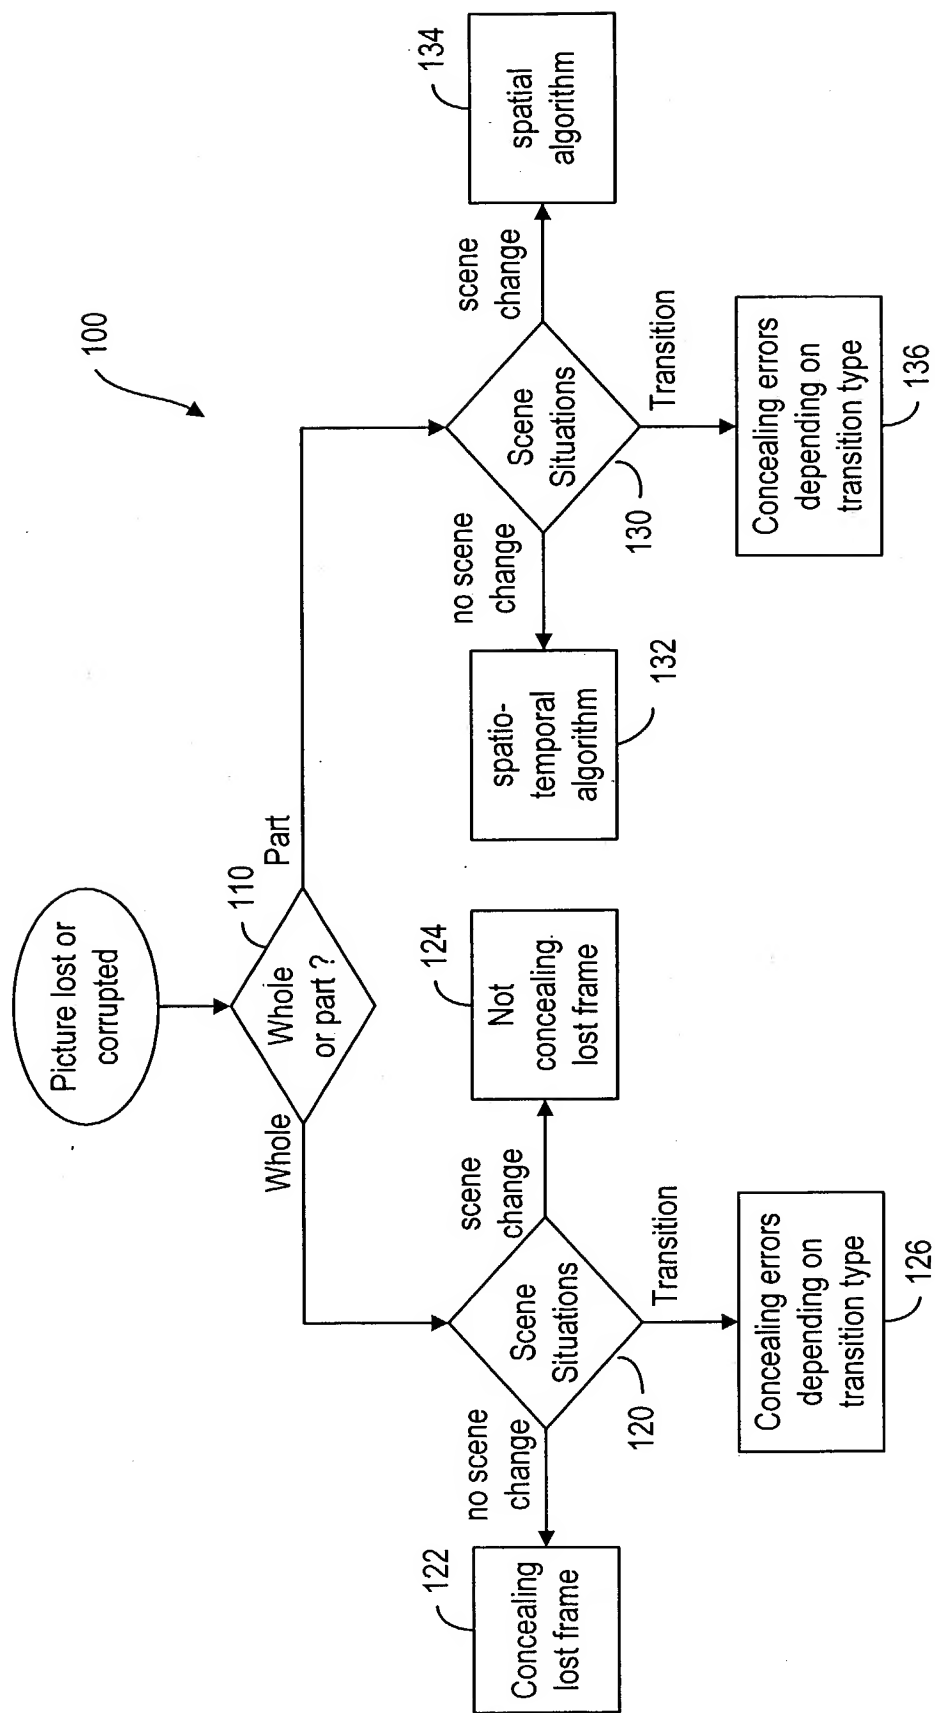 100
Picture lost or
corrupted
110
Whole
or part ?
Whole
Part
Scene
Situations
120
no scene
change
scene
change
Transition
122
Concealing
lost frame
124
Not
concealing
lost frame
Concealing errors
depending on
transition type
126
Scene
Situations
130
no scene
change
scene
change
Transition
spatio-
temporal
algorithm
132
134
spatial
algorithm
Concealing errors
depending on
transition type
136